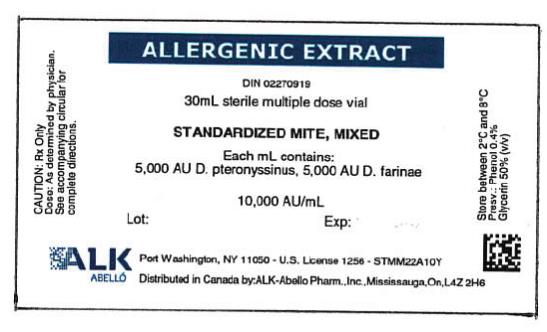 ALLERGENIC EXTRACT
DIN 02270919
30mL sterile multiple dose vial
STANDARDIZED MITE, MIXED
Each mL contains:
5,000 AU D. pteronyssinus, 5,000 AU D. farinae
10,000 AU/mL
Lot: Exp:
CAUTION: Rx Only
Dose: As determined by physician.
See accompanying circular for
complete directions.
Store between 2°C and 8°C
Presv.: Phenol 0.4%
Glycerin 50% (v/v)
ALK
ABELLÓ
Port Washington, NY 11050 - U.S. License 1256 - STMM22A10Y
Distributed in Canada by:ALK-Abello Pharm.,Inc.,Mississauga,On,L4Z 2H6